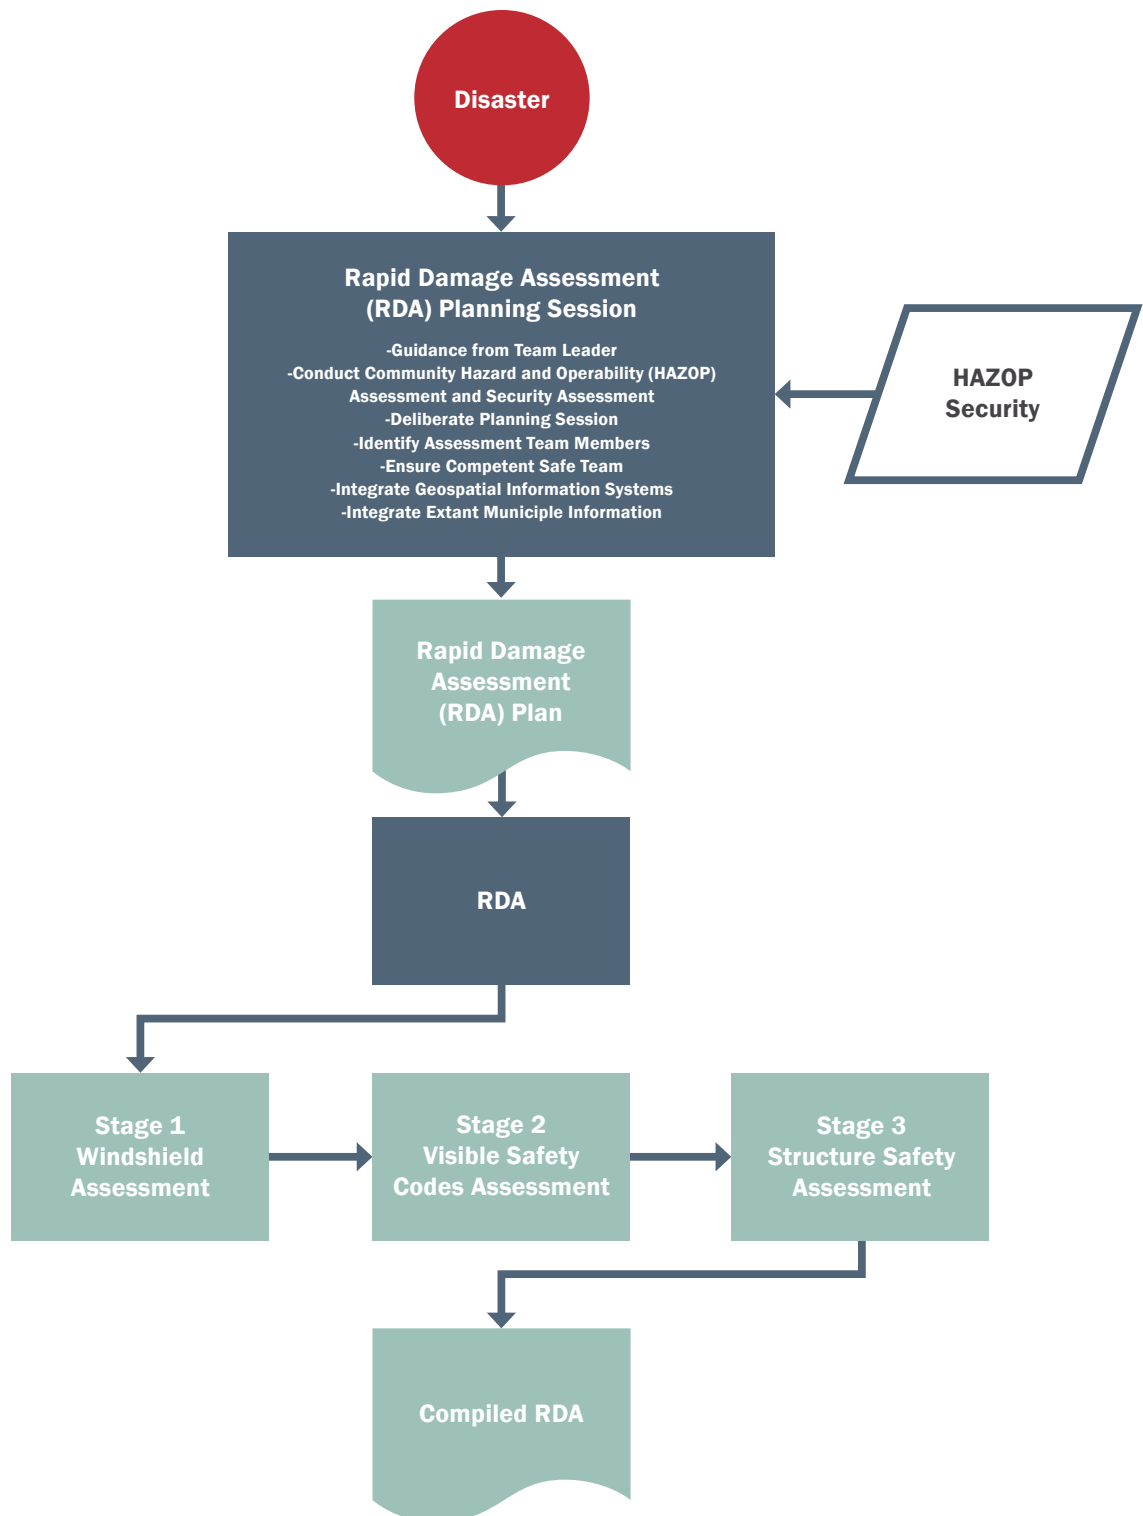 Disaster
Rapid Damage Assessment
(RDA) Planning Session
-Guidance from Team Leader
-Conduct Community Hazard and Operability (HAZOP)
Assessment and Security Assessment
-Deliberate Planning Session
-Identify Assessment Team Members
-Ensure Competent Safe Team
-Integrate Geospatial Information Systems
-Integrate Extant Municiple Information
HAZOP
Security
Rapid Damage
Assessment
(RDA) Plan
RDA
Stage 1
Windshield
Assessment
Stage 2
Visible Safety
Codes Assessment
Stage 3
Structure Safety
Assessment
Compiled RDA